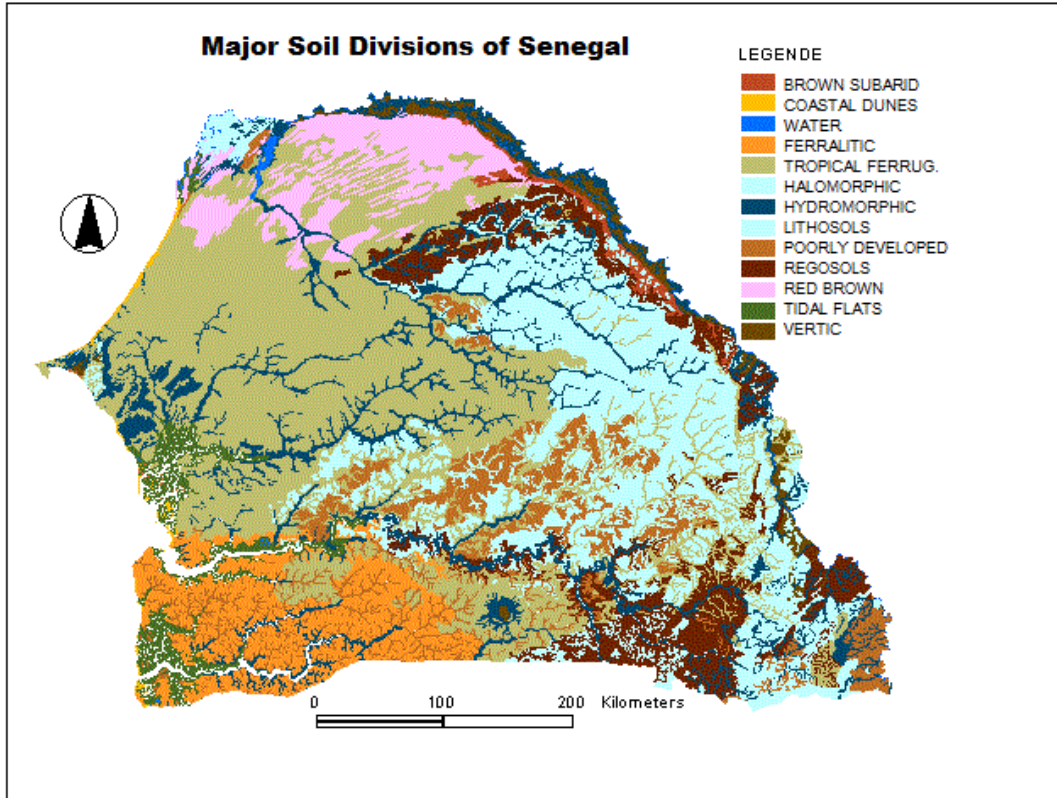 Major Soil Divisions of Senegal
LEGENDE
BROWN SUBARID
COASTAL DUNES
WATER
FERRALITIC
TROPICAL FERRUG.
HALOMORPHIC
HYDROMORPHIC
LITHOSOLS
POORLY DEVELOPED
REGOSOLS
RED BROWN
TIDAL FLATS
VERTIC
0 100 200 Kilometers